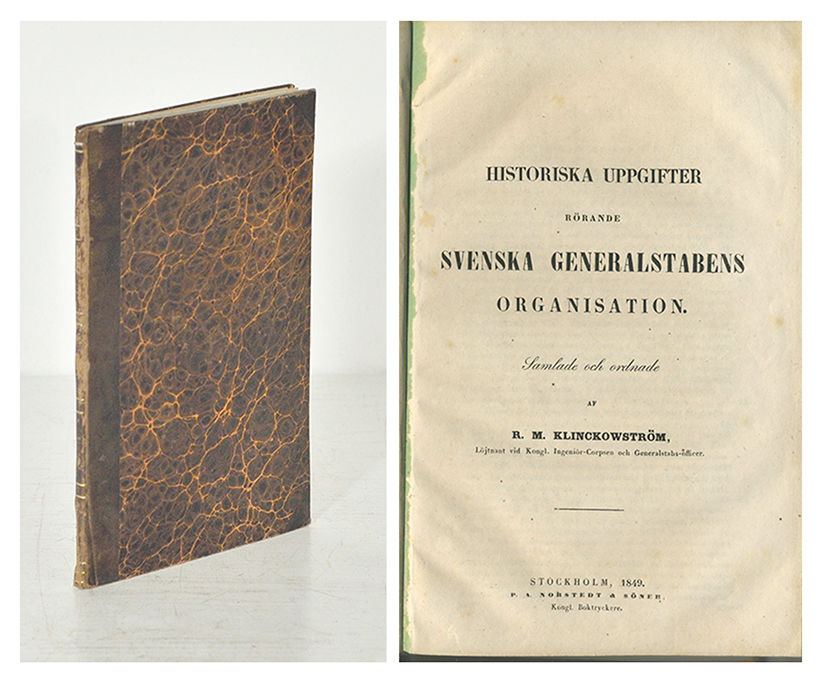 HISTORISKA UPPGIFTER
RÖRANDE
SVENSKA GENERALSTABENS
ORGANISATION.
Samlade och ordnade
AF
R. M. KLINCKOWSTRÖM,
Löjtnant vid Kongl. Ingeniör-Corpsen och Generalstabs-officer.
STOCKHOLM, 1849.
P. A. NORSTEDT & SÖNER,
Kongl. Boktryckere.